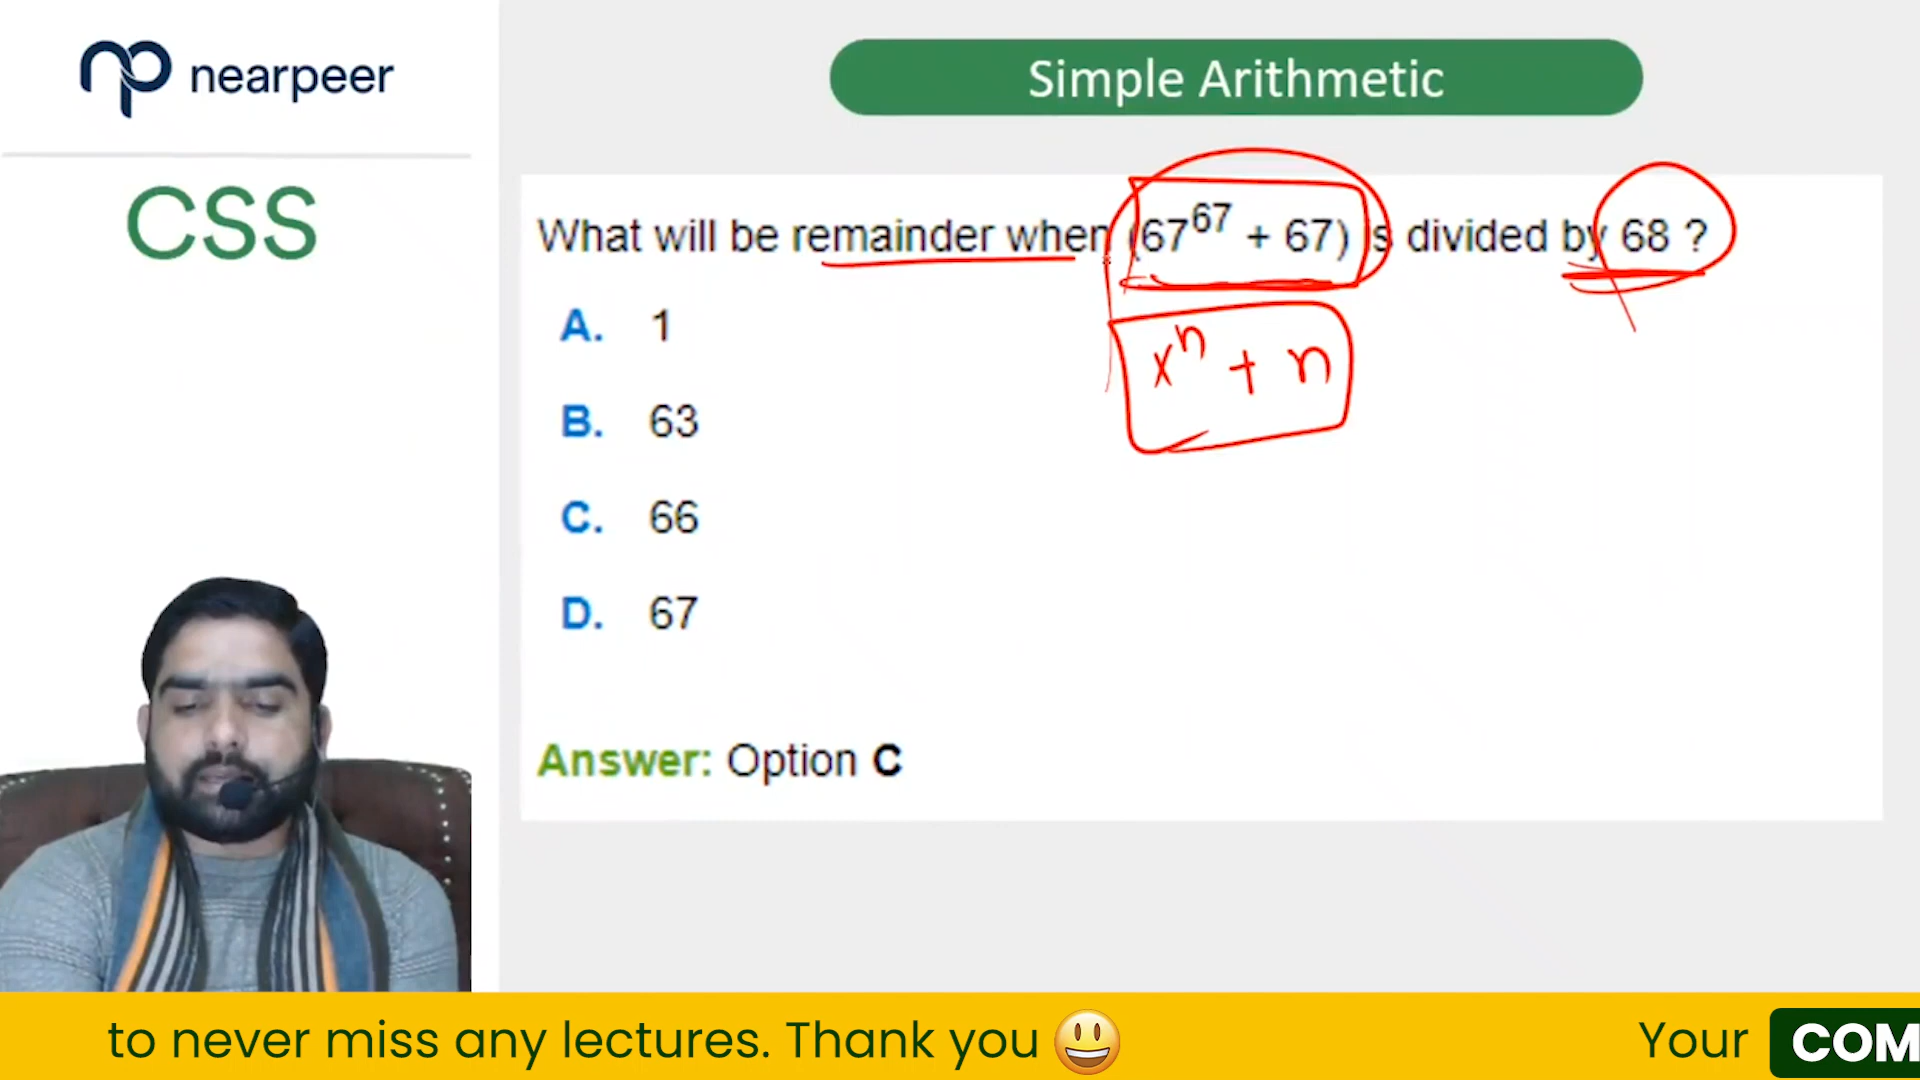 nearpeer
CSS
Simple Arithmetic
What will be remainder when (67^67 + 67) is divided by 68 ?
x^n + n
A. 1
B. 63
C. 66
D. 67
Answer: Option C
to never miss any lectures. Thank you 😃 Your COM